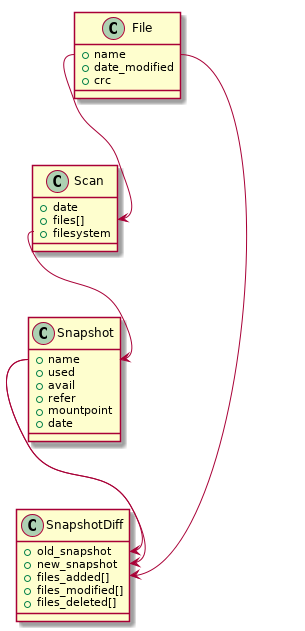 C File
name
date_modified
crc
C Scan
date
files[]
filesystem
C Snapshot
name
used
avail
refer
mountpoint
date
C SnapshotDiff
old_snapshot
new_snapshot
files_added[]
files_modified[]
files_deleted[]